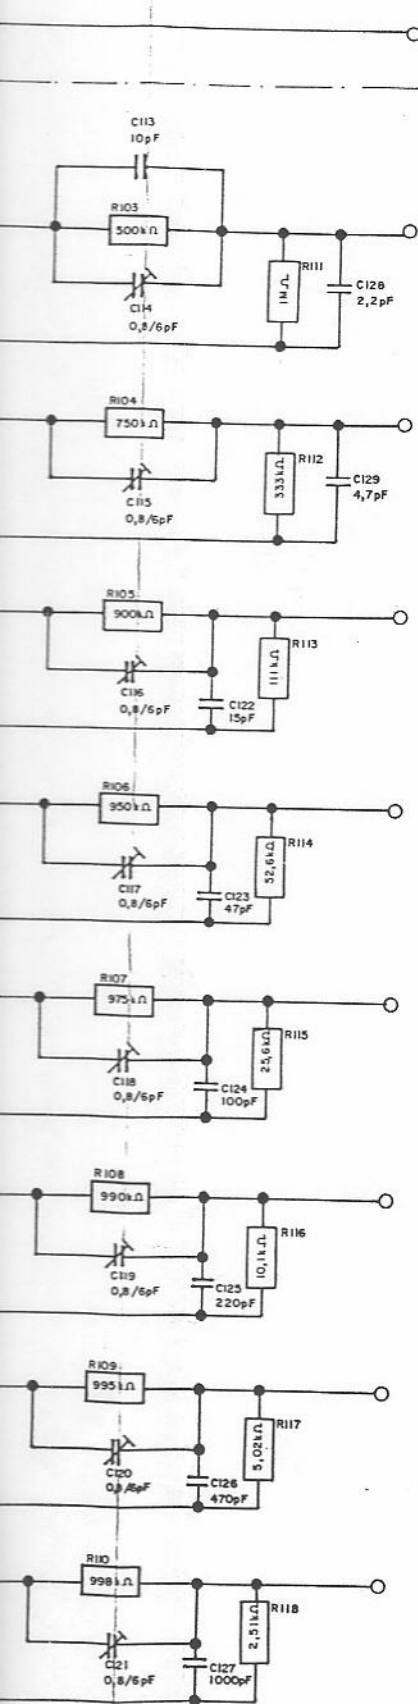 C113
10pF
R103
500kΩ
C114
0,8/6pF
R111
1MΩ
C128
2,2pF
R104
750kΩ
C115
0,8/6pF
R112
333kΩ
C129
4,7pF
R105
900kΩ
C116
0,8/6pF
C122
15pF
R113
111kΩ
R106
950kΩ
C117
0,8/6pF
C123
47pF
R114
52,6kΩ
R107
975kΩ
C118
0,8/6pF
C124
100pF
R115
25,6kΩ
R108
990kΩ
C119
0,8/6pF
C125
220pF
R116
10,1kΩ
R109
995kΩ
C120
0,8/6pF
C126
470pF
R117
5,02kΩ
R110
998kΩ
C121
0,8/6pF
C127
1000pF
R118
2,51kΩ